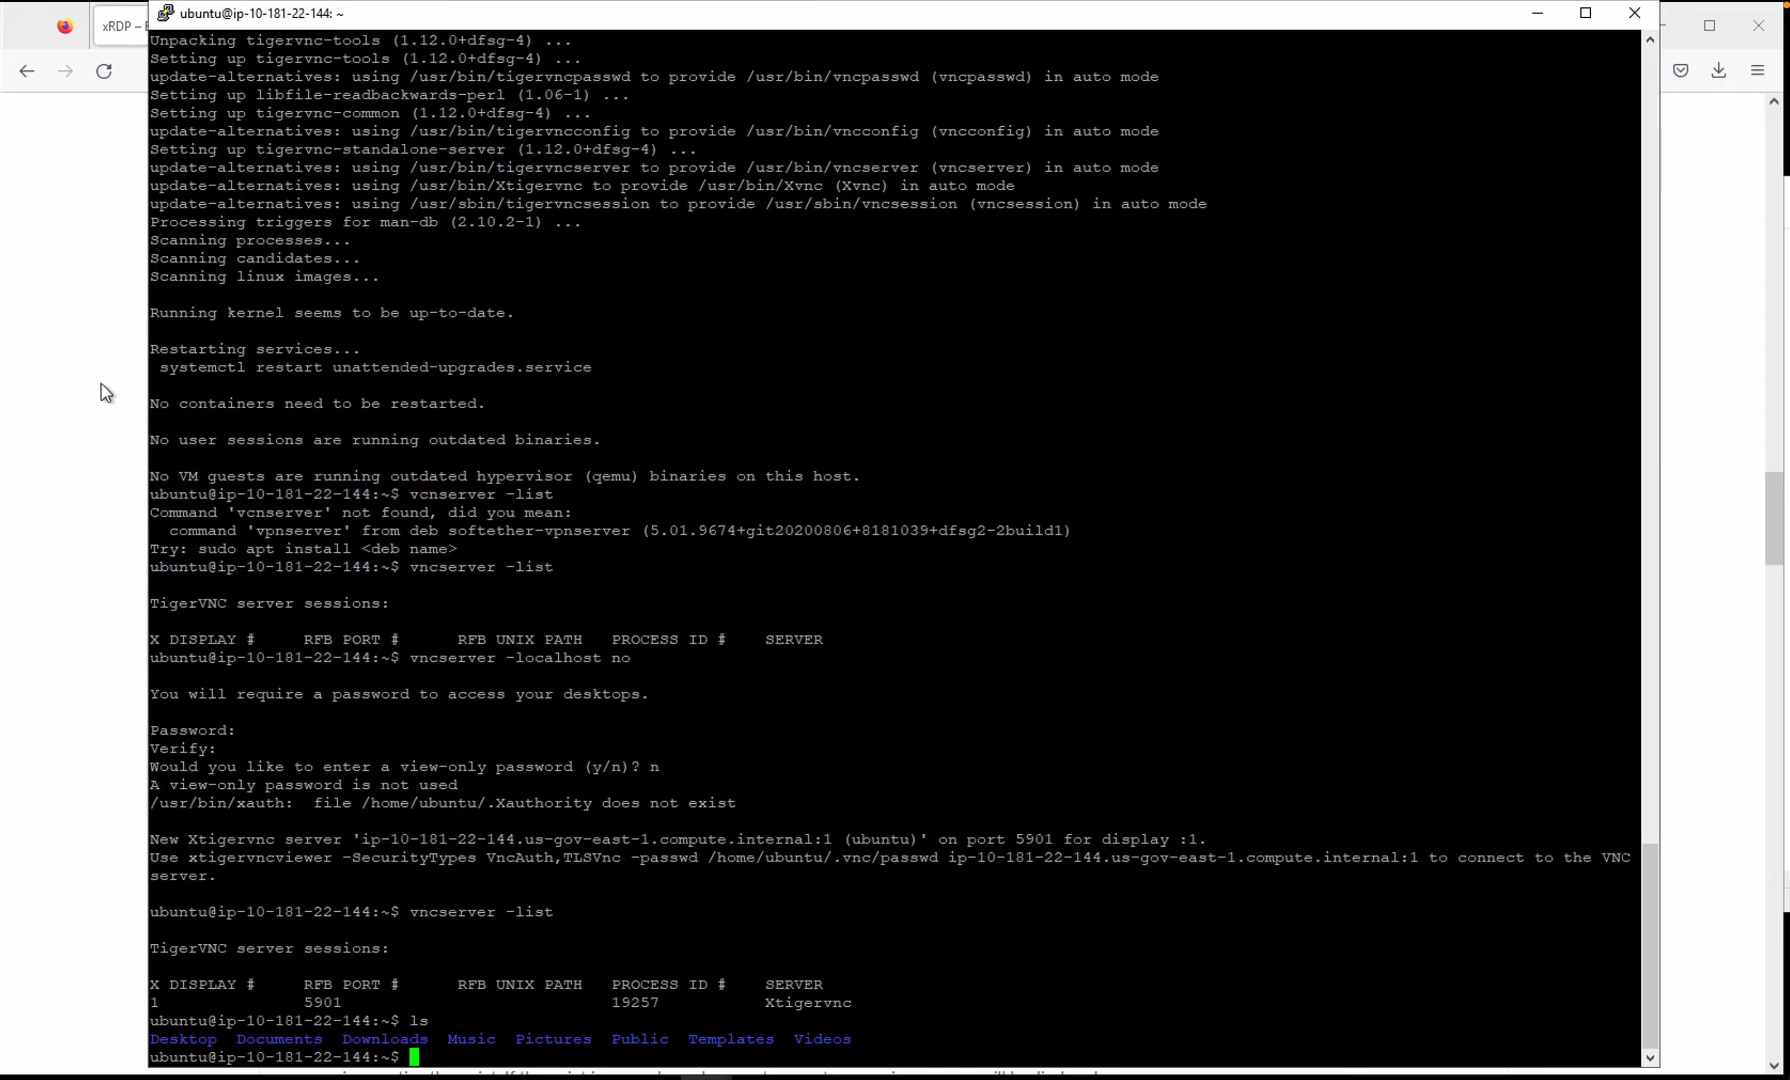 ubuntu@ip-10-181-22-144: ~
xRDP – E
Unpacking tigervnc-tools (1.12.0+dfsg-4) ...
Setting up tigervnc-tools (1.12.0+dfsg-4) ...
update-alternatives: using /usr/bin/tigervncpasswd to provide /usr/bin/vncpasswd (vncpasswd) in auto mode
Setting up libfile-readbackwards-perl (1.06-1) ...
Setting up tigervnc-common (1.12.0+dfsg-4) ...
update-alternatives: using /usr/bin/tigervncconfig to provide /usr/bin/vncconfig (vncconfig) in auto mode
Setting up tigervnc-standalone-server (1.12.0+dfsg-4) ...
update-alternatives: using /usr/bin/tigervncserver to provide /usr/bin/vncserver (vncserver) in auto mode
update-alternatives: using /usr/bin/Xtigervnc to provide /usr/bin/Xvnc (Xvnc) in auto mode
update-alternatives: using /usr/sbin/tigervncsession to provide /usr/sbin/vncsession (vncsession) in auto mode
Processing triggers for man-db (2.10.2-1) ...
Scanning processes...
Scanning candidates...
Scanning linux images...
Running kernel seems to be up-to-date.
Restarting services...
systemctl restart unattended-upgrades.service
No containers need to be restarted.
No user sessions are running outdated binaries.
No VM guests are running outdated hypervisor (qemu) binaries on this host.
ubuntu@ip-10-181-22-144:~$ vcnserver -list
Command 'vcnserver' not found, did you mean:
command 'vpnserver' from deb softether-vpnserver (5.01.9674+git20200806+8181039+dfsg2-2build1)
Try: sudo apt install <deb name>
ubuntu@ip-10-181-22-144:~$ vncserver -list
TigerVNC server sessions:
X DISPLAY # RFB PORT # RFB UNIX PATH PROCESS ID # SERVER
ubuntu@ip-10-181-22-144:~$ vncserver -localhost no
You will require a password to access your desktops.
Password:
Verify:
Would you like to enter a view-only password (y/n)? n
A view-only password is not used
/usr/bin/xauth: file /home/ubuntu/.Xauthority does not exist
New Xtigervnc server 'ip-10-181-22-144.us-gov-east-1.compute.internal:1 (ubuntu)' on port 5901 for display :1.
Use xtigervncviewer -SecurityTypes VncAuth,TLSVnc -passwd /home/ubuntu/.vnc/passwd ip-10-181-22-144.us-gov-east-1.compute.internal:1 to connect to the VNC
server.
ubuntu@ip-10-181-22-144:~$ vncserver -list
TigerVNC server sessions:
X DISPLAY # RFB PORT # RFB UNIX PATH PROCESS ID # SERVER
1 5901 19257 Xtigervnc
ubuntu@ip-10-181-22-144:~$ ls
Desktop Documents Downloads Music Pictures Public Templates Videos
ubuntu@ip-10-181-22-144:~$